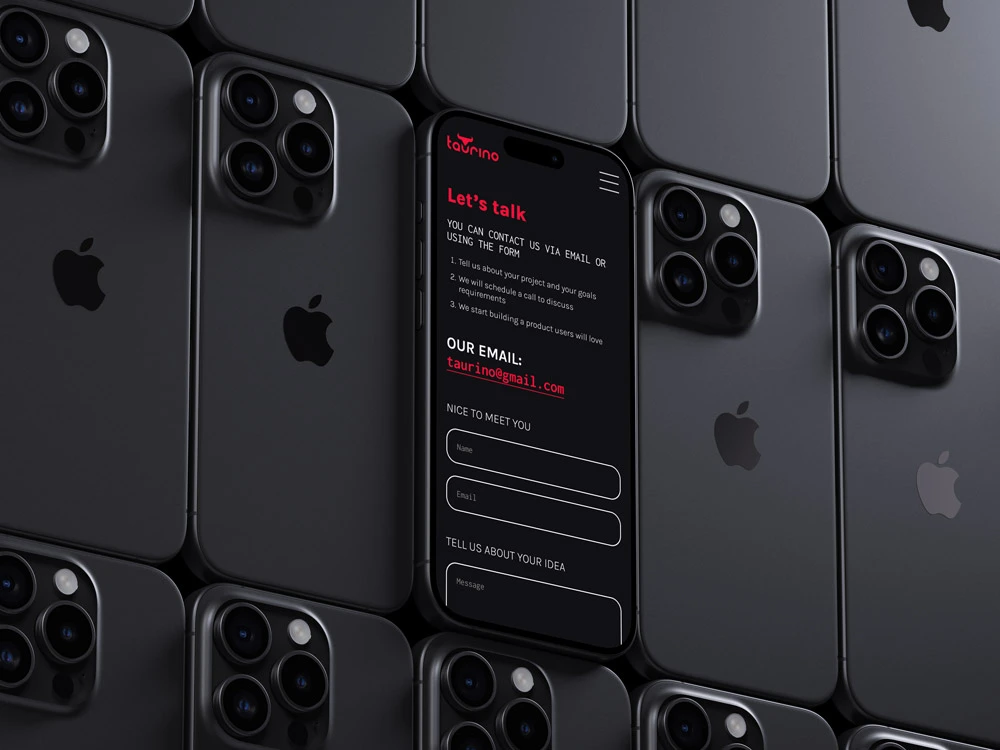 taurino
Let's talk
YOU CAN CONTACT US VIA EMAIL OR
USING THE FORM
1. Tell us about your project and your goals
2. We will schedule a call to discuss
requirements
3. We start building a product users will love
OUR EMAIL:
taurino@gmail.com
NICE TO MEET YOU
Name
Email
TELL US ABOUT YOUR IDEA
Message